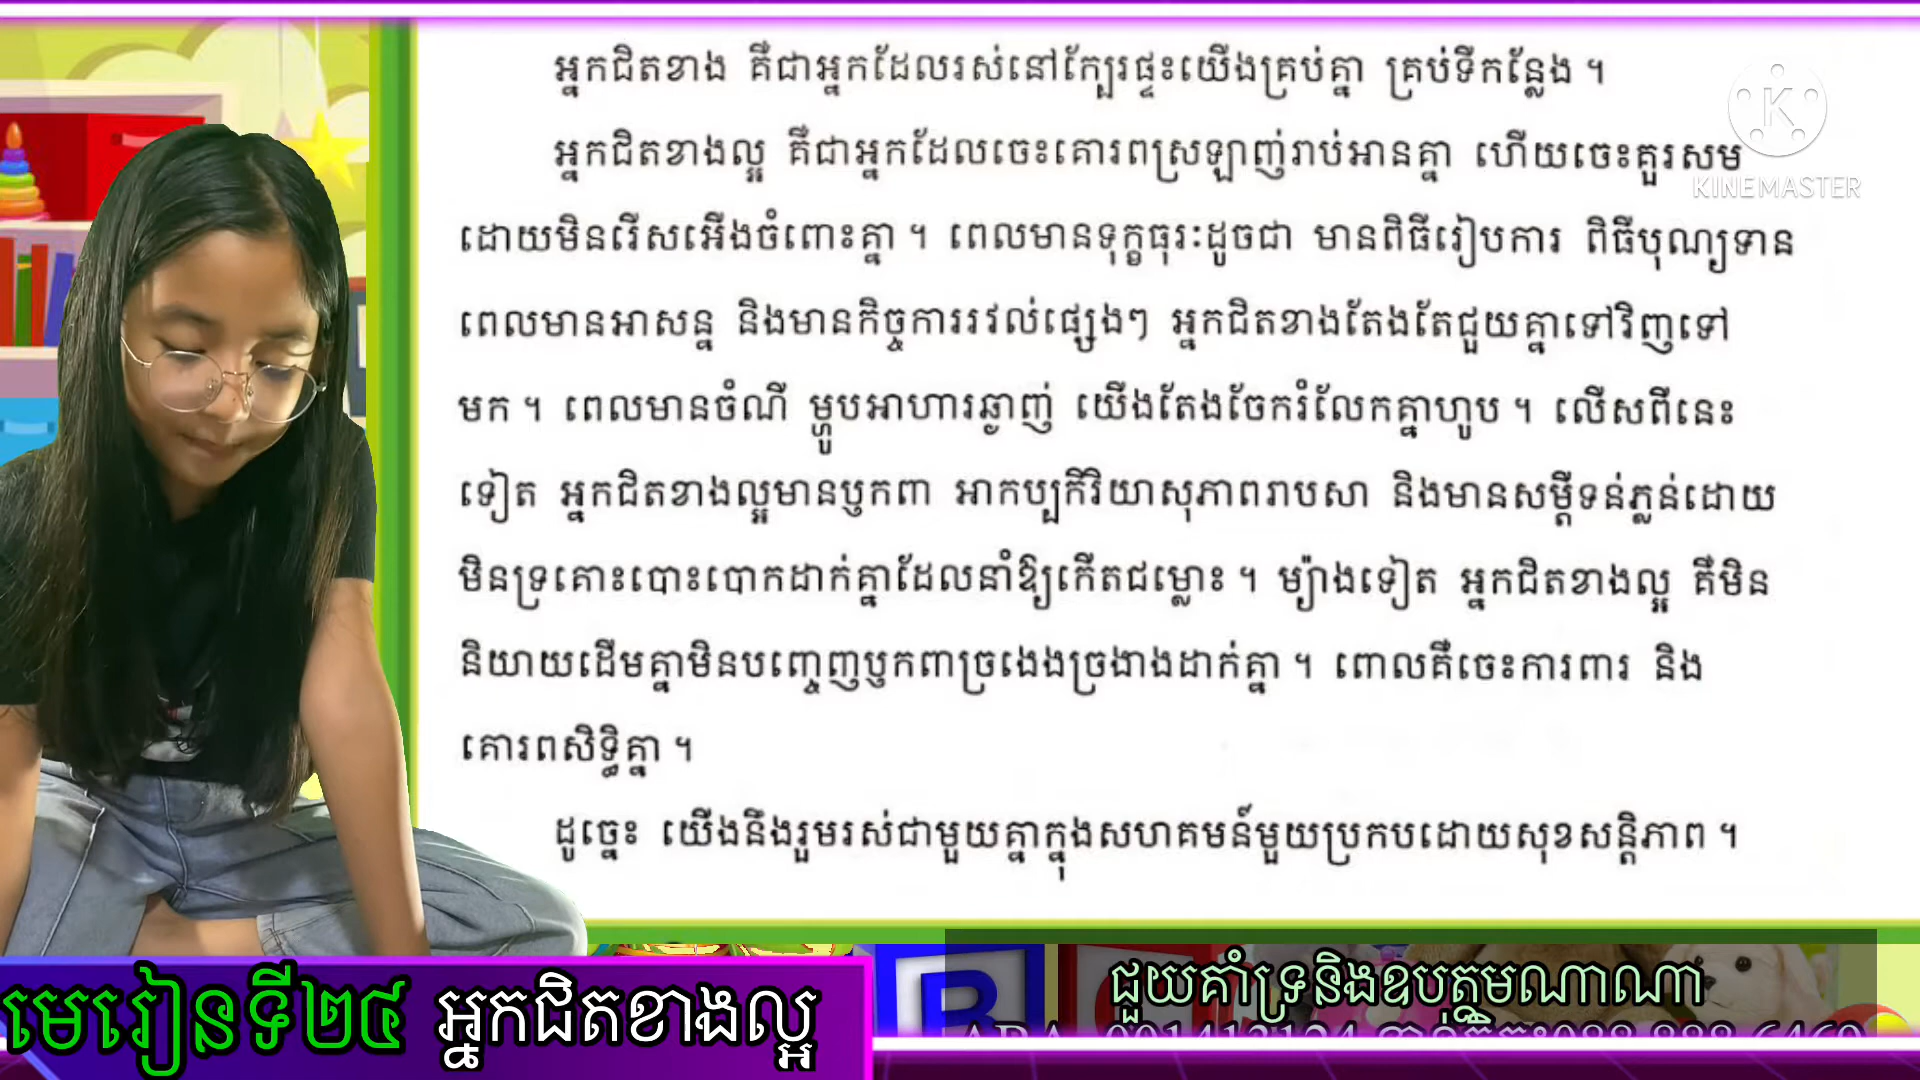 អ្នកជិតខាង គឺជាអ្នកដែលរស់នៅក្បែរផ្ទះយើងគ្រប់គ្នា គ្រប់ទីកន្លែង ។
KINEMASTER
អ្នកជិតខាងល្អ គឺជាអ្នកដែលចេះគោរពស្រឡាញ់រាប់អានគ្នា ហើយចេះគួរសម
ដោយមិនរើសអើងចំពោះគ្នា ។ ពេលមានទុក្ខធុរៈដូចជា មានពិធីរៀបការ ពិធីបុណ្យទាន
ពេលមានអាសន្ន និងមានកិច្ចការរវល់ផ្សេងៗ អ្នកជិតខាងតែងតែជួយគ្នាទៅវិញទៅ
មក ។ ពេលមានចំណី ម្ហូបអាហារឆ្ងាញ់ យើងតែងចែករំលែកគ្នាហូប ។ លើសពីនេះ
ទៀត អ្នកជិតខាងល្អមានឫកពា អាកប្បកិរិយាសុភាពរាបសា និងមានសម្ដីទន់ភ្លន់ដោយ
មិនទ្រគោះបោះបោកដាក់គ្នាដែលនាំឱ្យកើតជម្លោះ ។ ម្យ៉ាងទៀត អ្នកជិតខាងល្អ គឺមិន
និយាយដើមគ្នាមិនបញ្ចេញឫកពាច្រងេងច្រងាងដាក់គ្នា ។ ពោលគឺចេះការពារ និង
គោរពសិទ្ធិគ្នា ។
ដូច្នេះ យើងនឹងរួមរស់ជាមួយគ្នាក្នុងសហគមន៍មួយប្រកបដោយសុខសន្តិភាព ។
មេរៀនទី២៤ អ្នកជិតខាងល្អ
ជួយគាំទ្រនិងឧបត្ថម្ភណាណា